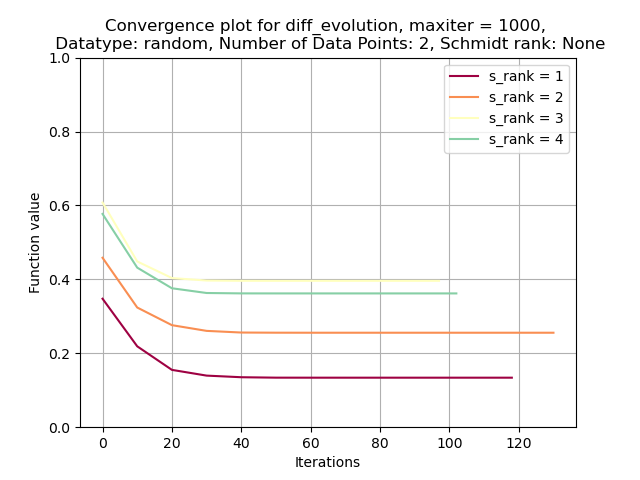 Convergence plot for diff_evolution, maxiter = 1000,
Datatype: random, Number of Data Points: 2, Schmidt rank: None
s_rank = 1
s_rank = 2
s_rank = 3
s_rank = 4
Function value
1.0
0.8
0.6
0.4
0.2
0.0
0 20 40 60 80 100 120
Iterations